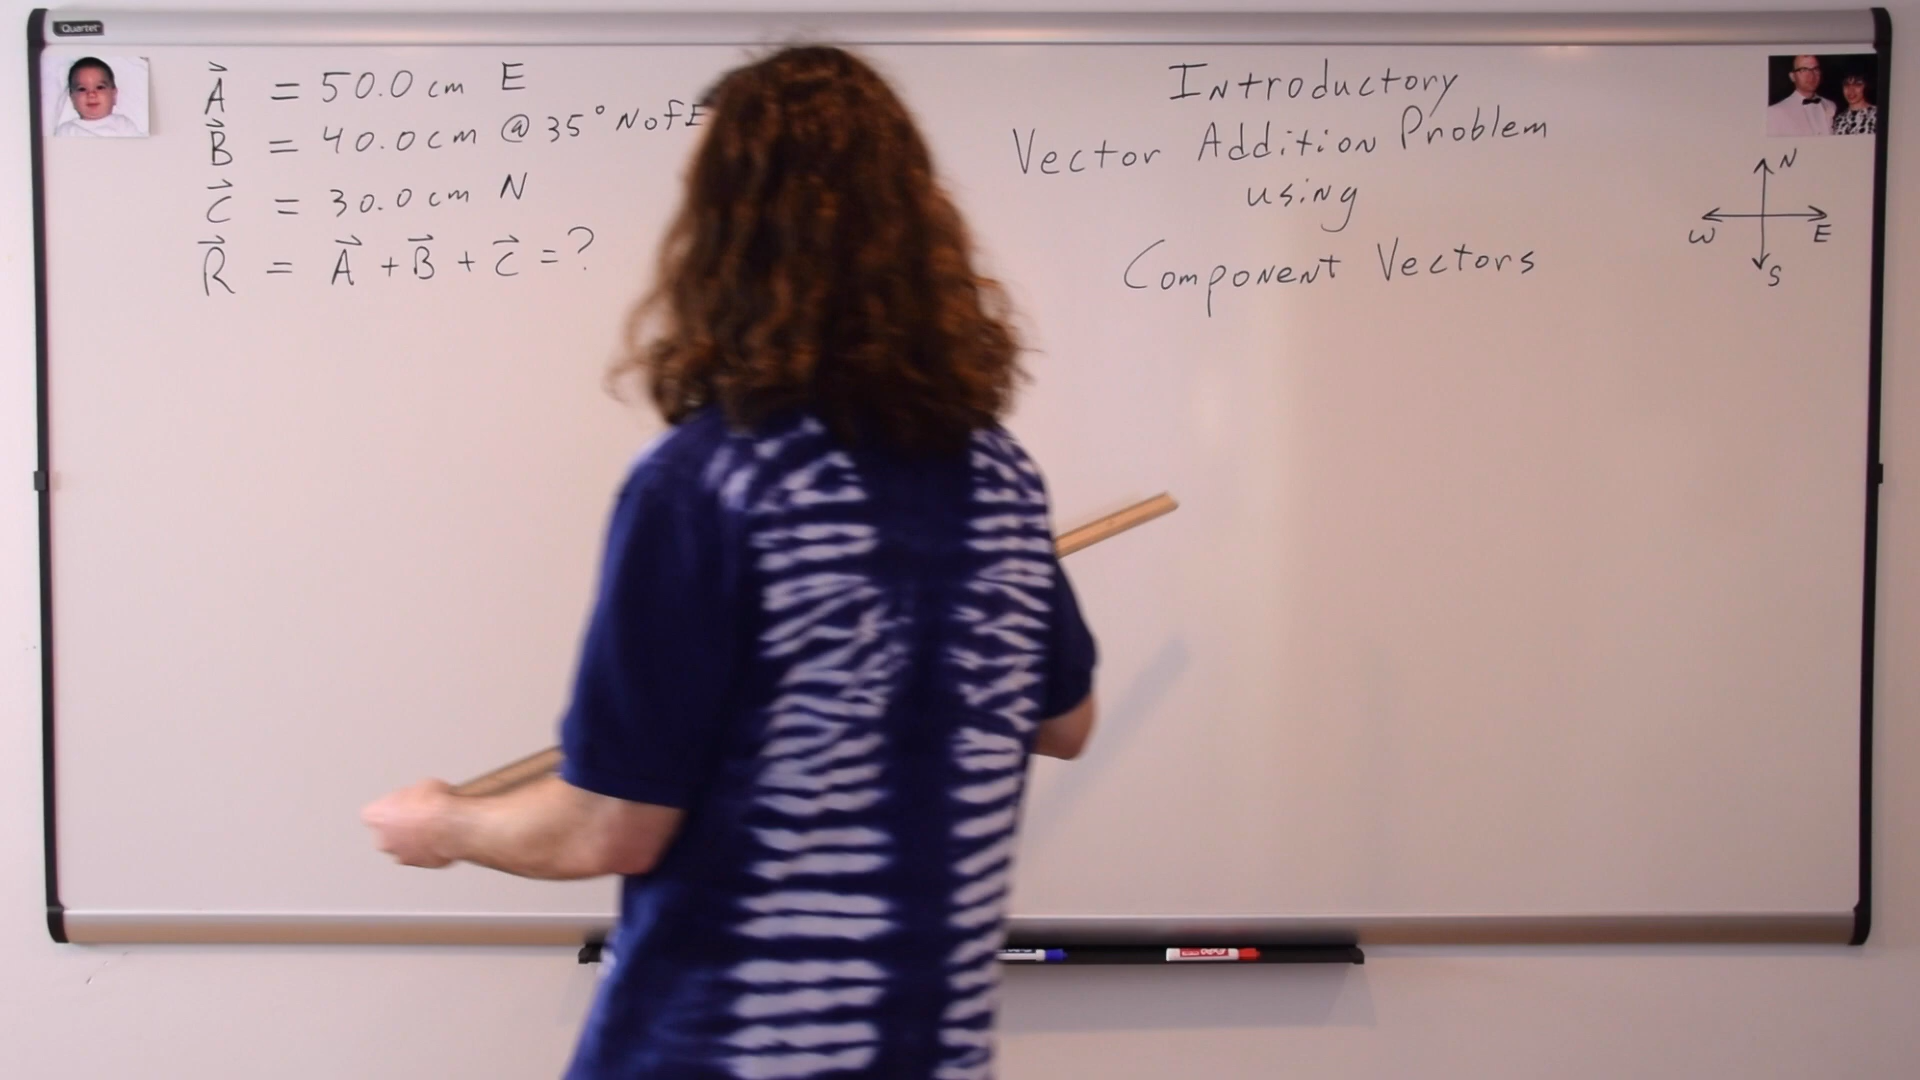 Quartet
A⃗ = 50.0 cm E
B⃗ = 40.0 cm @ 35° N of E
C⃗ = 30.0 cm N
R⃗ = A⃗ + B⃗ + C⃗ = ?
Introductory
Vector Addition Problem
using
Component Vectors
N
W E
S